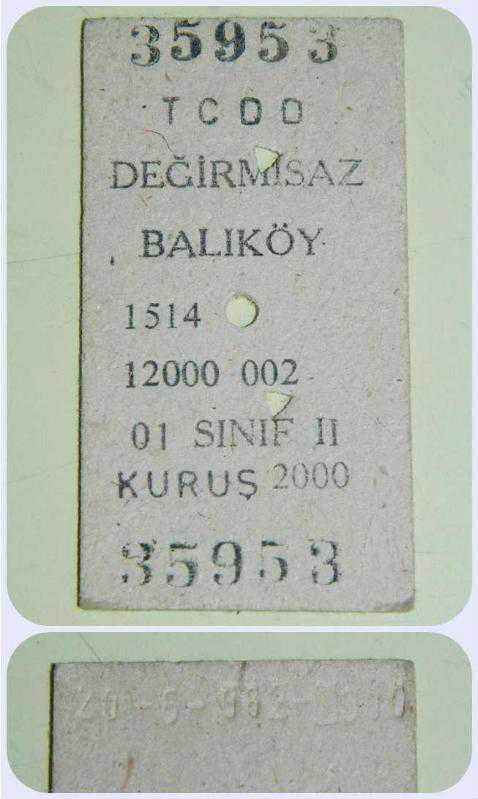 35953
TCDD
DEĞİRMİSAZ
BALIKÖY
1514
12000 002
01 SINIF II
KURUŞ 2000
35953